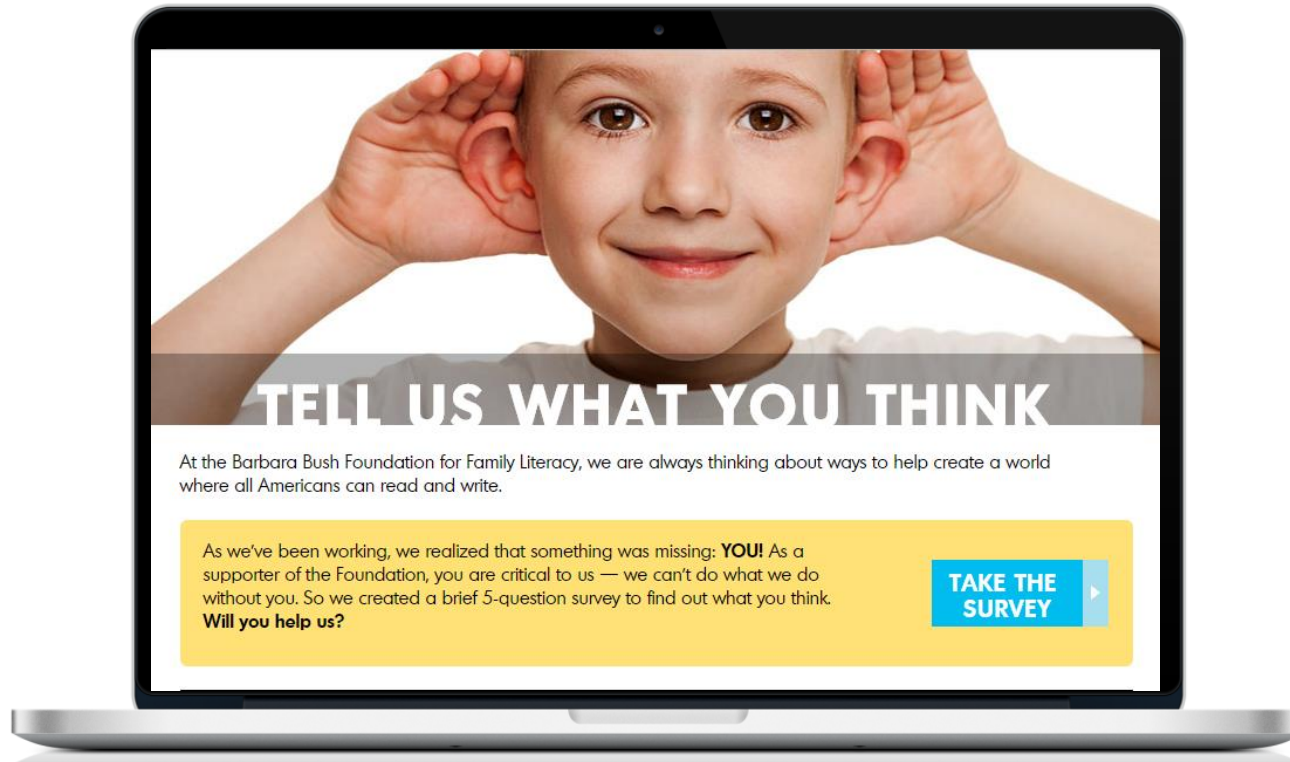 TELL US WHAT YOU THINK
At the Barbara Bush Foundation for Family Literacy, we are always thinking about ways to help create a world
where all Americans can read and write.
As we've been working, we realized that something was missing: YOU! As a
supporter of the Foundation, you are critical to us — we can't do what we do
without you. So we created a brief 5-question survey to find out what you think.
Will you help us?
TAKE THE
SURVEY